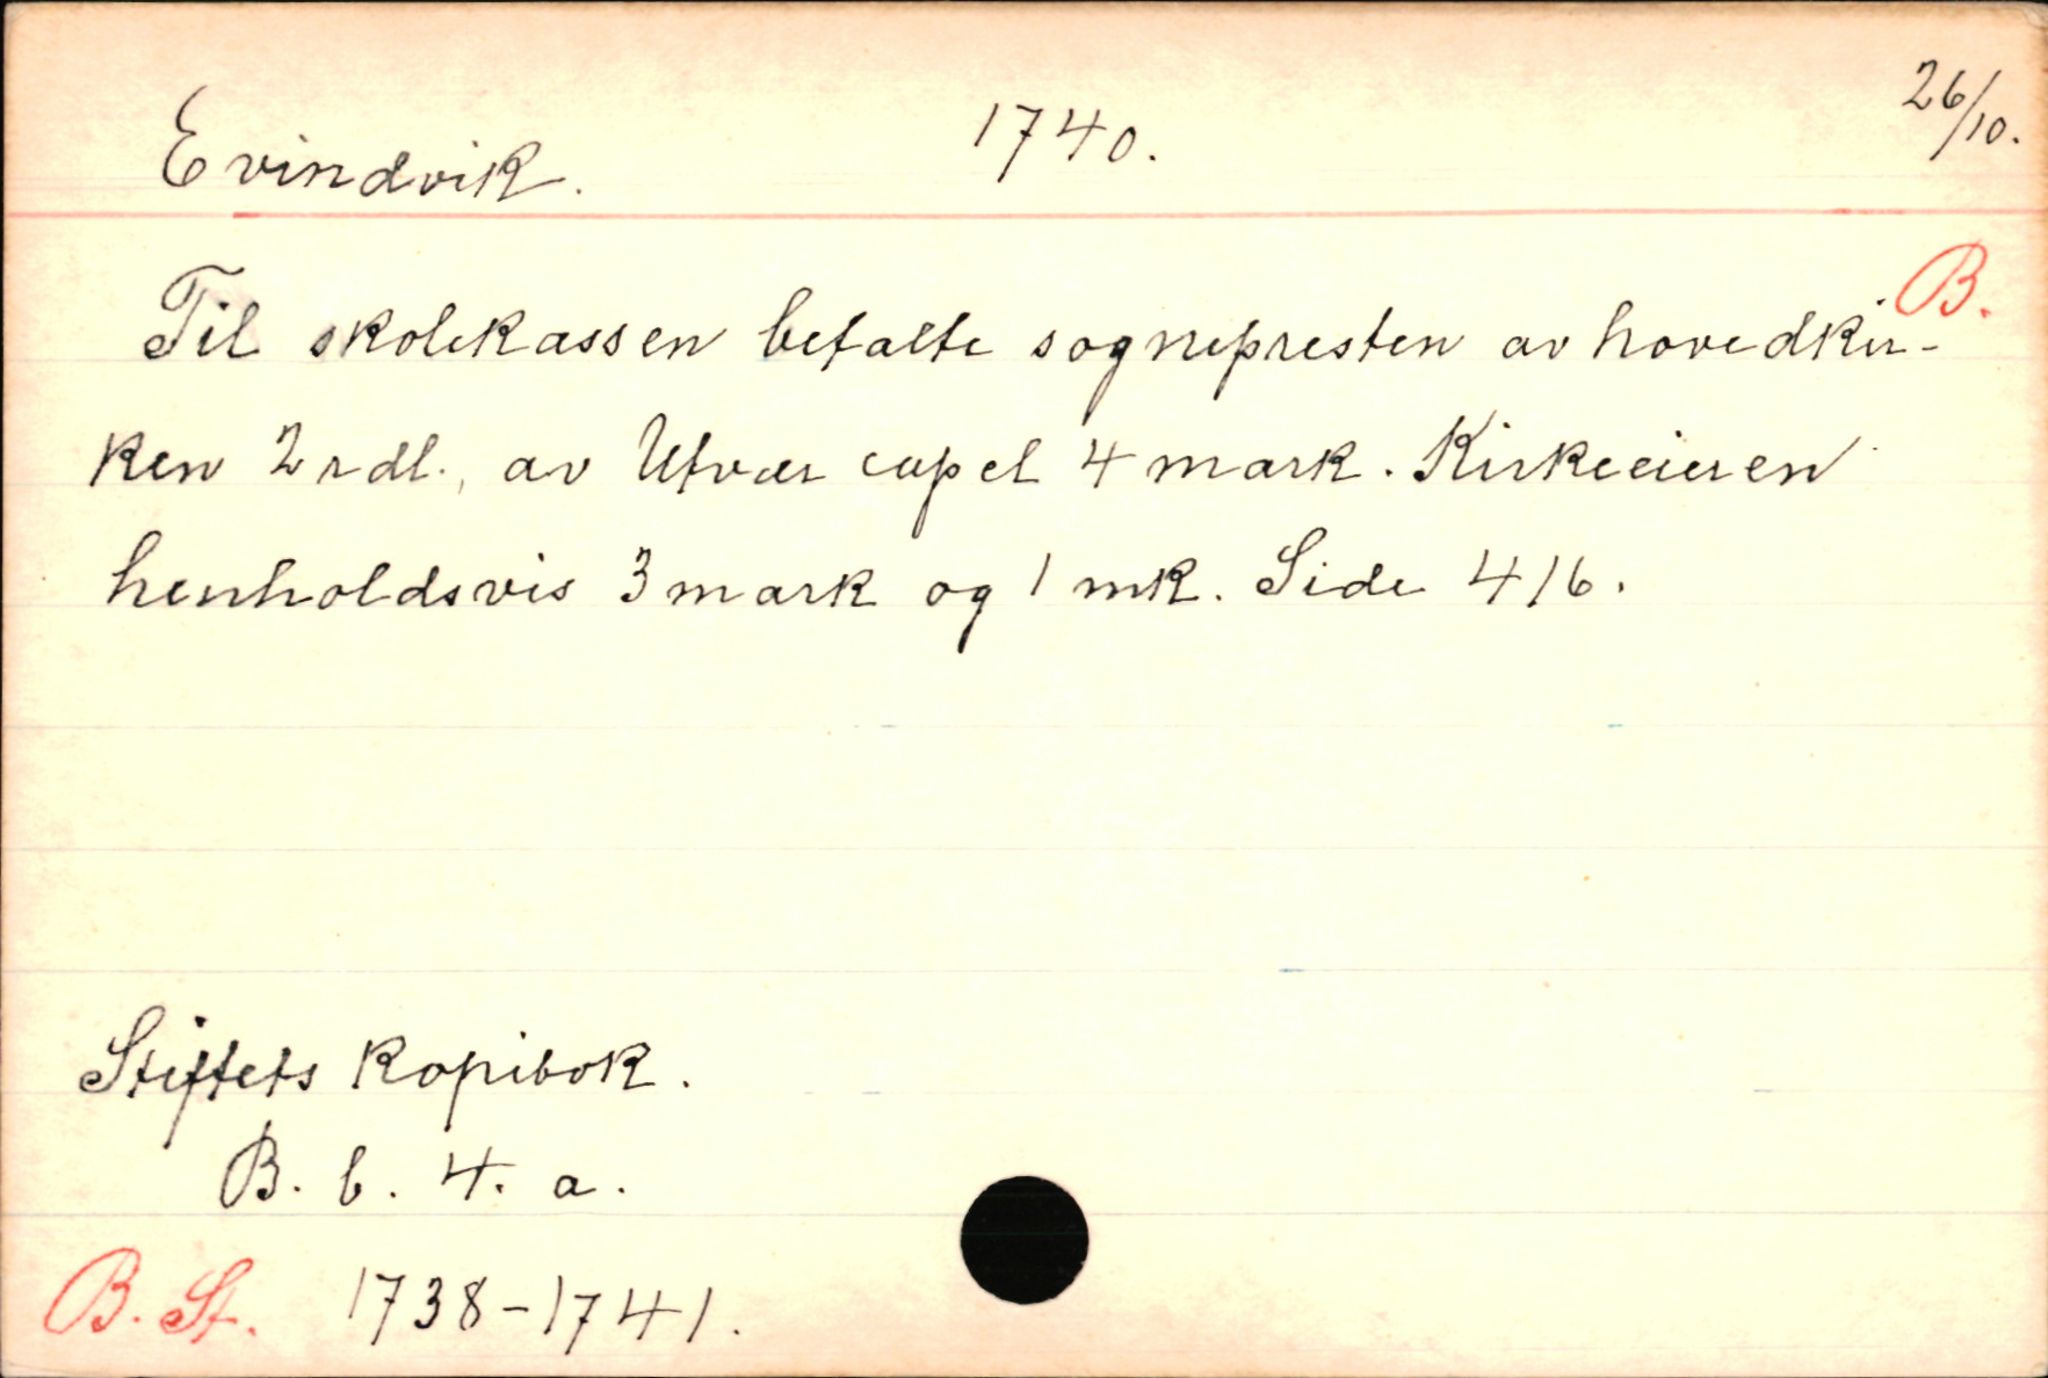 Evindvik. 1740. 26/10.
B.
Til skolekassen betalte sognepresten av hovedkir-
ken 2 rdl., av Utvær capel 4 mark. Kirkeeieren
henholdsvis 3 mark og 1 mk. Side 416.
Stiftets kopibok.
B. b. 4. a.
B. St. 1738-1741.